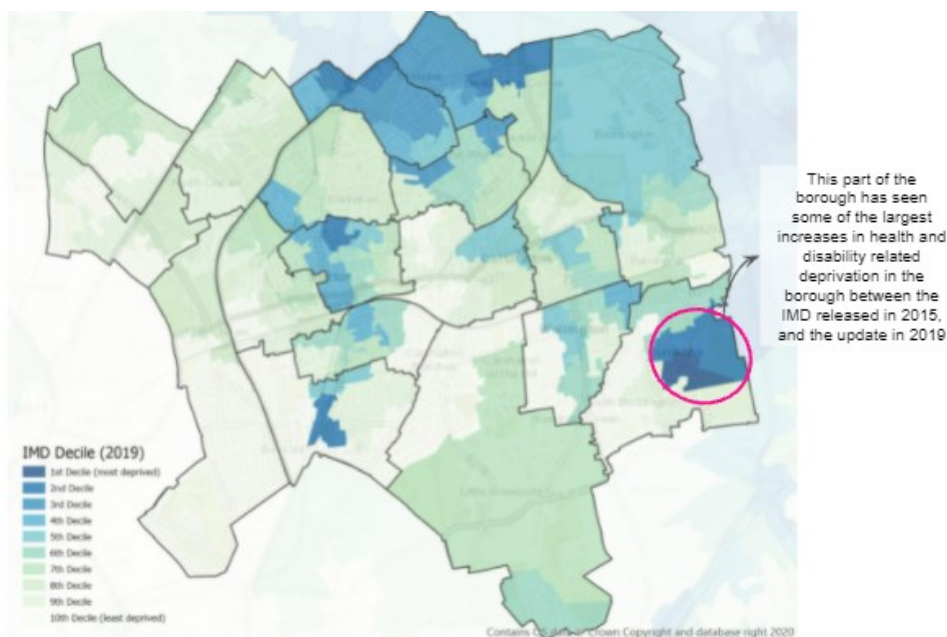 Beddington
This part of the
borough has seen
some of the largest
increases in health and
disability related
deprivation in the
borough between the
IMD released in 2015,
and the update in 2019
IMD Decile (2019)
1st Decile (most deprived)
2nd Decile
3rd Decile
4th Decile
5th Decile
6th Decile
7th Decile
8th Decile
9th Decile
10th Decile (least deprived)
Contains OS data © Crown Copyright and database right 2020